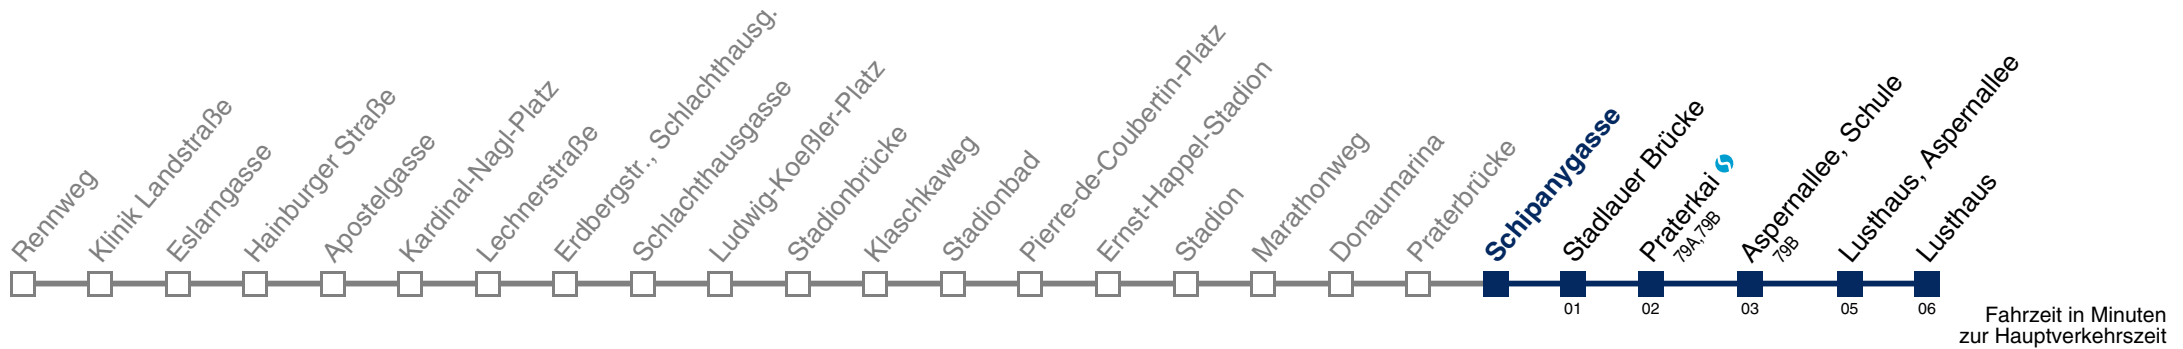 Rennweg
Klinik Landstraße
Eslarngasse
Hainburger Straße
Apostelgasse
Kardinal-Nagl-Platz
Lechnerstraße
Erdbergstr., Schlachthausg.
Schlachthausgasse
Ludwig-Koeßler-Platz
Stadionbrücke
Klaschkaweg
Stadionbad
Pierre-de-Coubertin-Platz
Ernst-Happel-Stadion
Stadion
Marathonweg
Donaumarina
Praterbrücke
Schipanygasse
Stadlauer Brücke
Praterkai
79A,79B
Aspernallee, Schule
79B
Lusthaus, Aspernallee
Lusthaus
01 02 03 05 06
Fahrzeit in Minuten
zur Hauptverkehrszeit